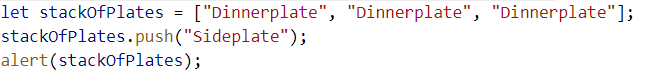 let stackOfPlates = ["Dinnerplate", "Dinnerplate", "Dinnerplate"];
stackOfPlates.push("Sideplate");
alert(stackOfPlates);